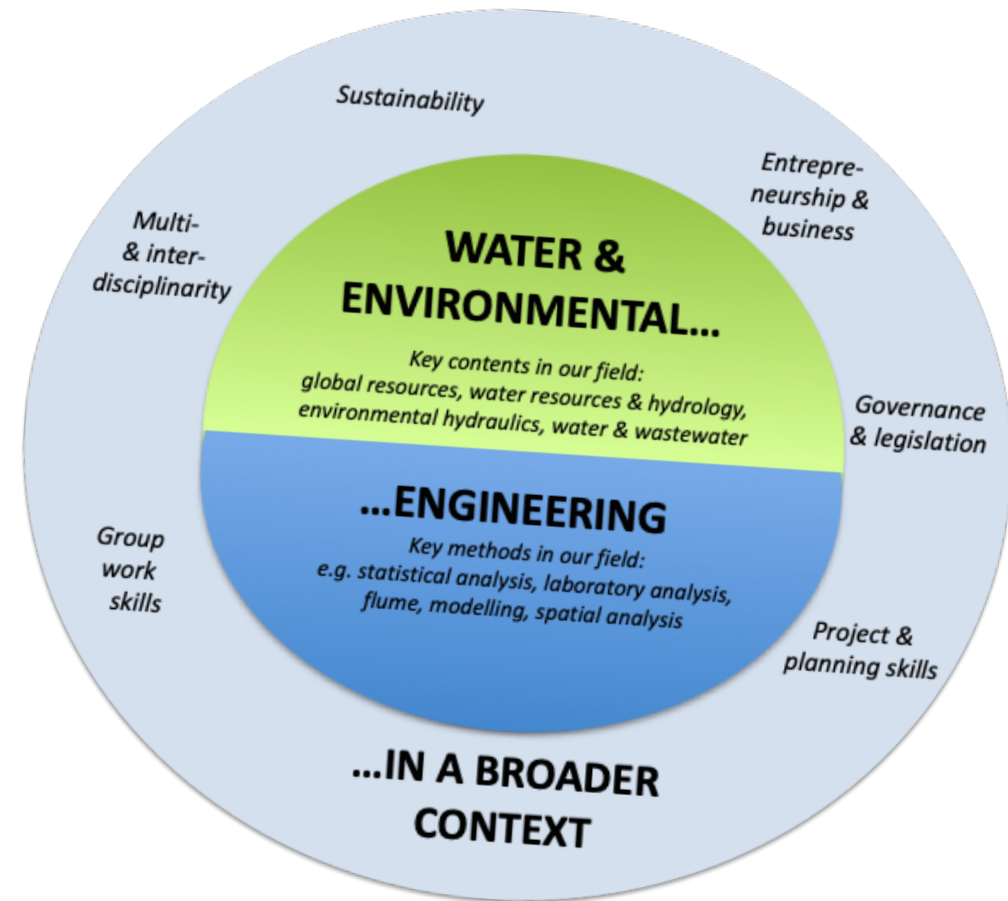 Sustainability
Entrepre-
neurship &
business
Multi-
& inter-
disciplinarity
WATER &
ENVIRONMENTAL...
Key contents in our field:
global resources, water resources & hydrology,
environmental hydraulics, water & wastewater
Governance
& legislation
...ENGINEERING
Key methods in our field:
e.g. statistical analysis, laboratory analysis,
flume, modelling, spatial analysis
Group
work
skills
Project &
planning skills
...IN A BROADER
CONTEXT